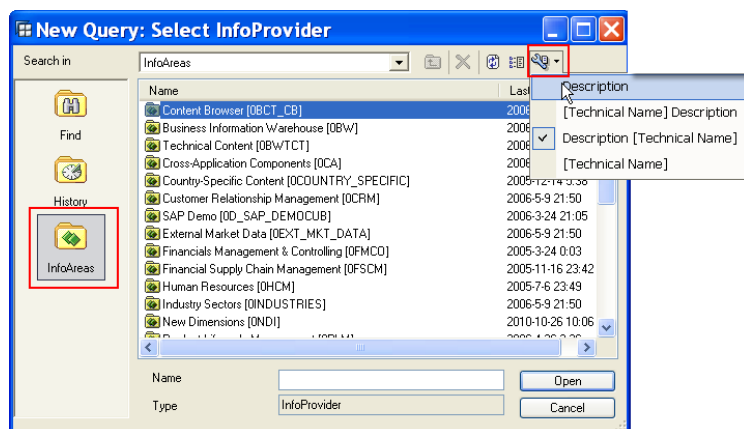 New Query: Select InfoProvider
Search in
InfoAreas
Find
History
InfoAreas
Name
Content Browser [0BCT_CB]
Business Information Warehouse [0BW]
Technical Content [0BWTCT]
Cross-Application Components [0CA]
Country-Specific Content [0COUNTRY_SPECIFIC]
Customer Relationship Management [0CRM]
SAP Demo [0D_SAP_DEMOCUB]
External Market Data [0EXT_MKT_DATA]
Financials Management & Controlling [0FMCO]
Financial Supply Chain Management [0FSCM]
Human Resources [0HCM]
Industry Sectors [0INDUSTRIES]
New Dimensions [0NDI]
Las
2006
2006
2006
2006
2005-12-14 5:38
2006-5-9 21:50
2006-3-24 21:05
2006-5-9 21:50
2005-3-24 0:03
2005-11-16 23:42
2005-7-6 23:49
2006-5-9 21:50
2010-10-26 10:06
Description
[Technical Name] Description
Description [Technical Name]
[Technical Name]
Name
Type
InfoProvider
Open
Cancel